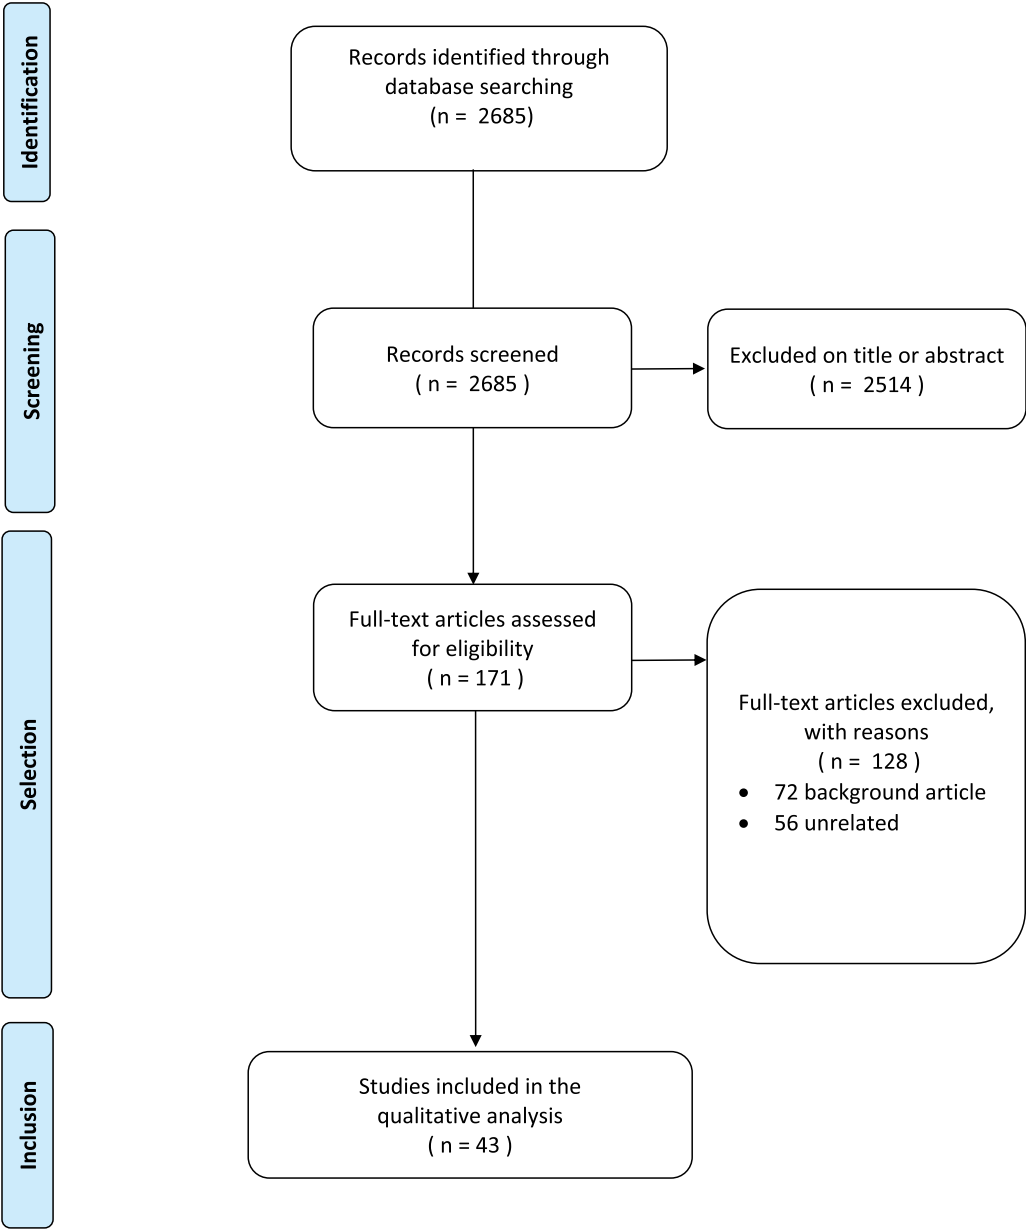 Identification
Records identified through
database searching
(n =  2685)
Screening
Records screened
( n =  2685 )
Excluded on title or abstract
( n =  2514 )
Selection
Full-text articles assessed
for eligibility
( n = 171 )
Full-text articles excluded,
with reasons
( n =  128 )
• 72 background article
• 56 unrelated
Inclusion
Studies included in the
qualitative analysis
( n = 43 )